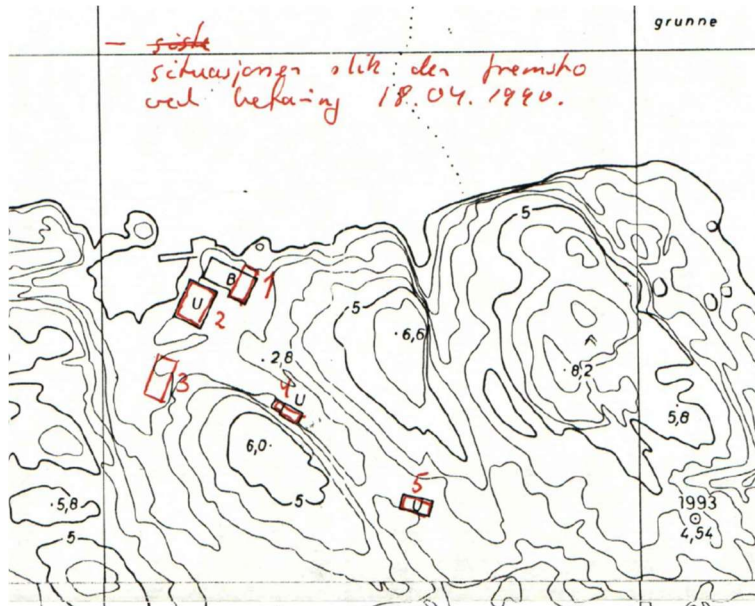 grunne
- siste
situasjonen slik den fremsto
ved befaring 18.04.1990.
5
B
1
U
2
5
6,6
2,8
8,2
3
4
U
5,8
6,0
5
5
U
5,8
5
1993
4,54